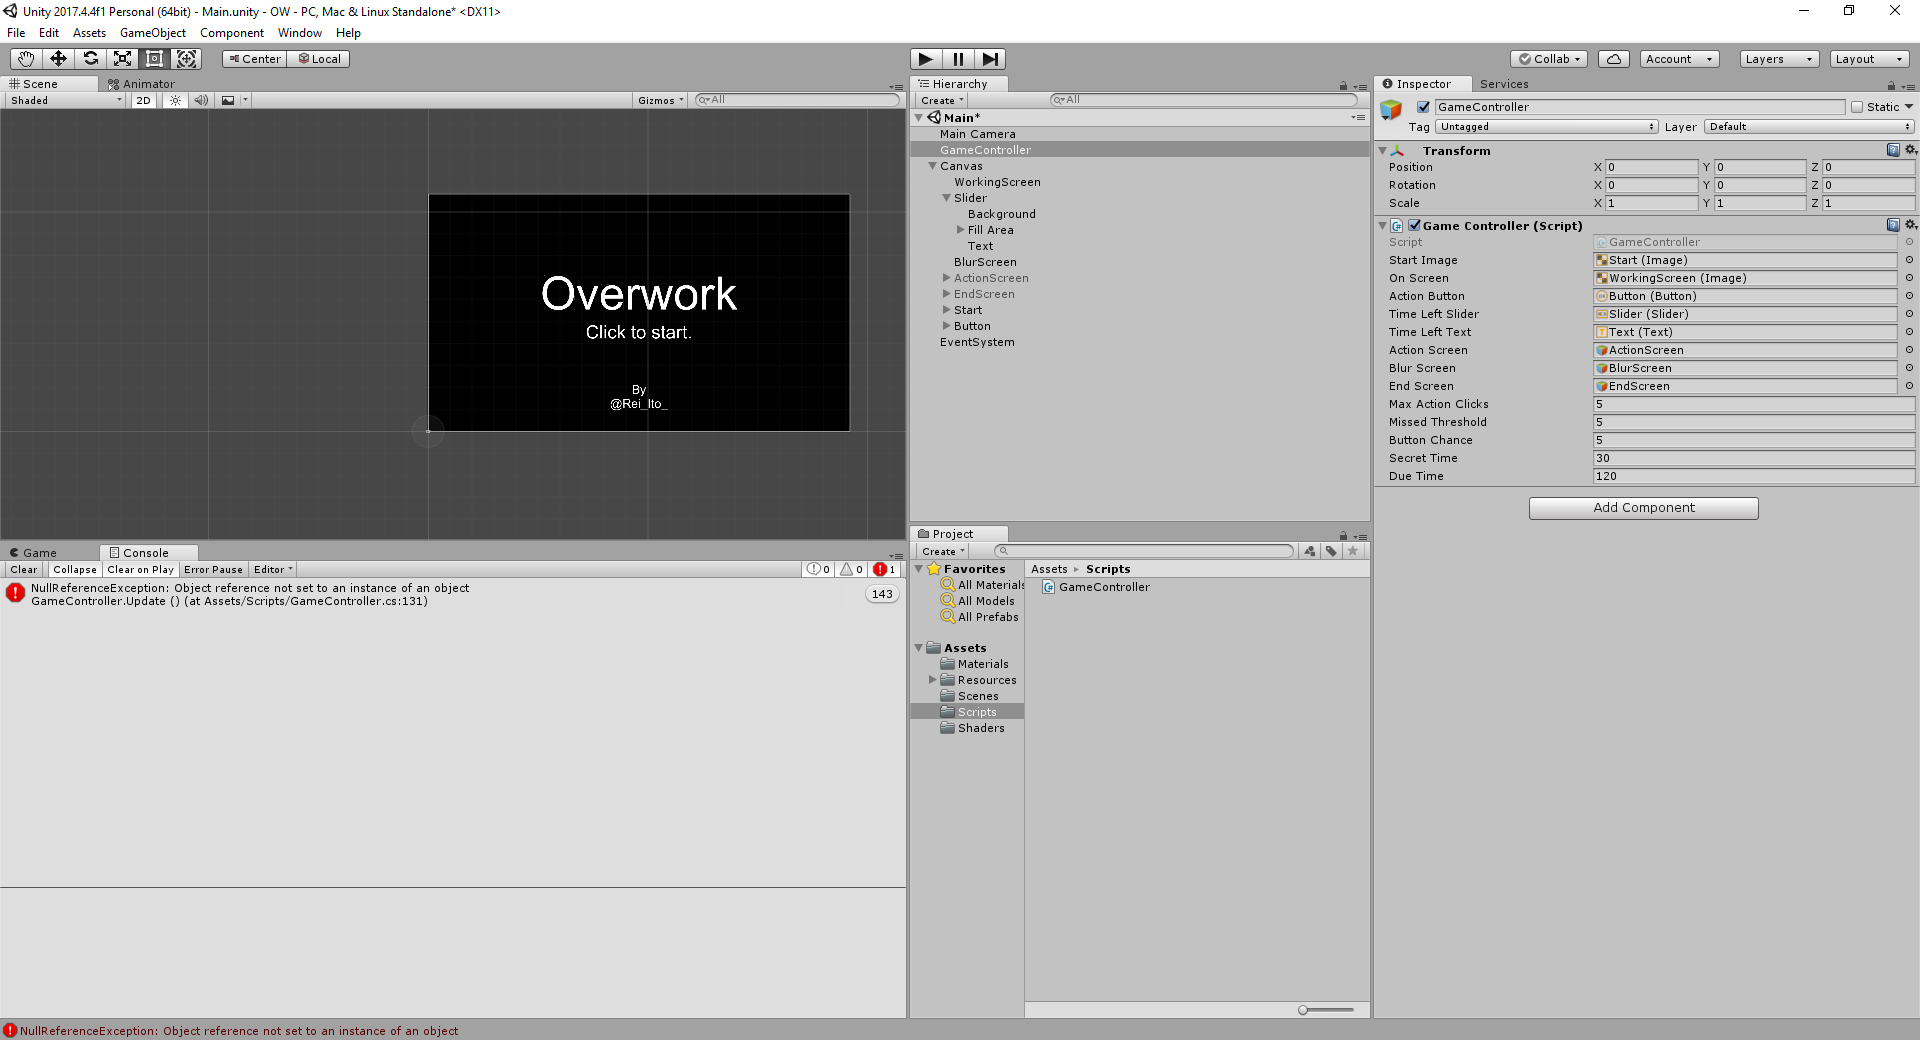 Unity 2017.4.4f1 Personal (64bit) - Main.unity - OW - PC, Mac & Linux Standalone* <DX11>
File Edit Assets GameObject Component Window Help
Center Local
Collab Account Layers Layout
Scene Animator
Shaded 2D Gizmos All
Overwork
Click to start.
By
@Rei_Ito_
Hierarchy
Create All
Main*
Main Camera
GameController
Canvas
WorkingScreen
Slider
Background
Fill Area
Text
BlurScreen
ActionScreen
EndScreen
Start
Button
EventSystem
Inspector Services
GameController Static
Tag Untagged Layer Default
Transform
Position X 0 Y 0 Z 0
Rotation X 0 Y 0 Z 0
Scale X 1 Y 1 Z 1
Game Controller (Script)
Script GameController
Start Image Start (Image)
On Screen WorkingScreen (Image)
Action Button Button (Button)
Time Left Slider Slider (Slider)
Time Left Text Text (Text)
Action Screen ActionScreen
Blur Screen BlurScreen
End Screen EndScreen
Max Action Clicks 5
Missed Threshold 5
Button Chance 5
Secret Time 30
Due Time 120
Add Component
Game Console
Clear Collapse Clear on Play Error Pause Editor 0 0 1
NullReferenceException: Object reference not set to an instance of an object
GameController.Update () (at Assets/Scripts/GameController.cs:131)
143
Project
Create
Favorites
All Materials
All Models
All Prefabs
Assets
Materials
Resources
Scenes
Scripts
Shaders
Assets Scripts
GameController
NullReferenceException: Object reference not set to an instance of an object